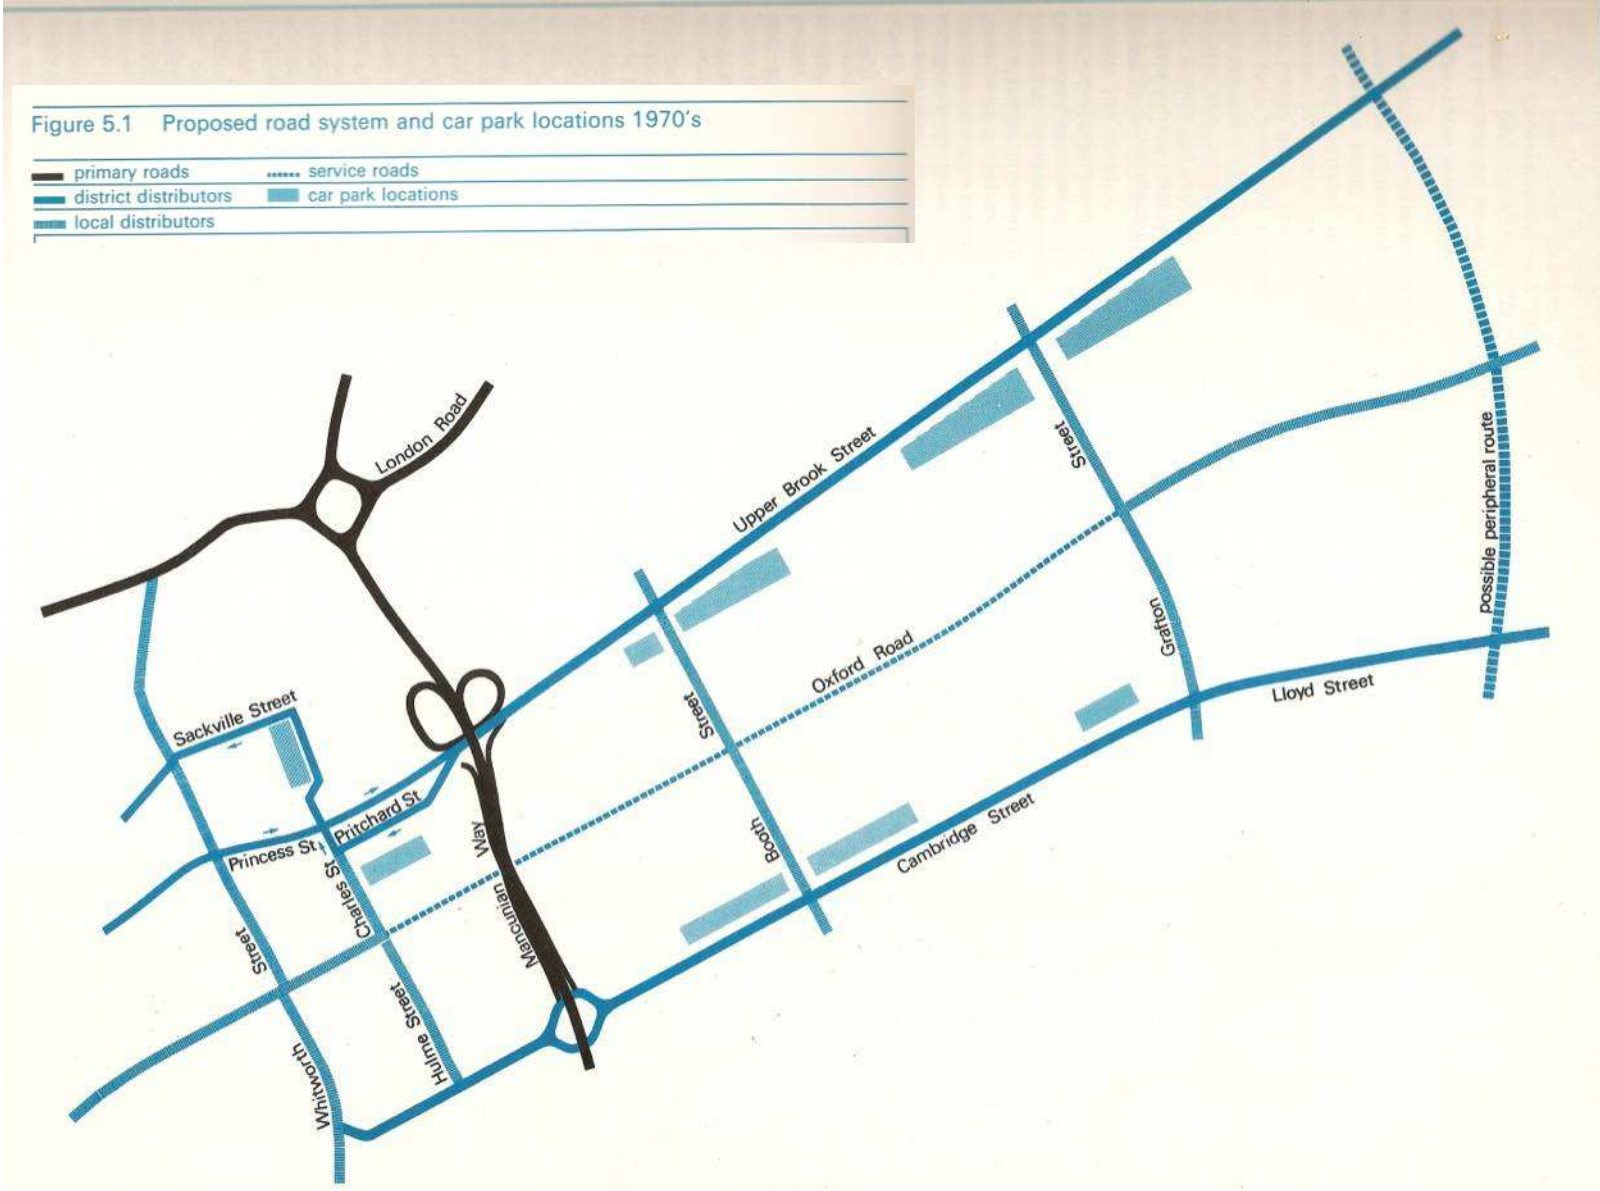 Figure 5.1 Proposed road system and car park locations 1970's
primary roads
service roads
district distributors
car park locations
local distributors
London Road
Upper Brook Street
Street
possible peripheral route
Grafton
Oxford Road
Lloyd Street
Sackville Street
Street
Pritchard St
Princess St
Way
Booth
Cambridge Street
Charles St
Mancunian
Street
Hulme Street
Whitworth